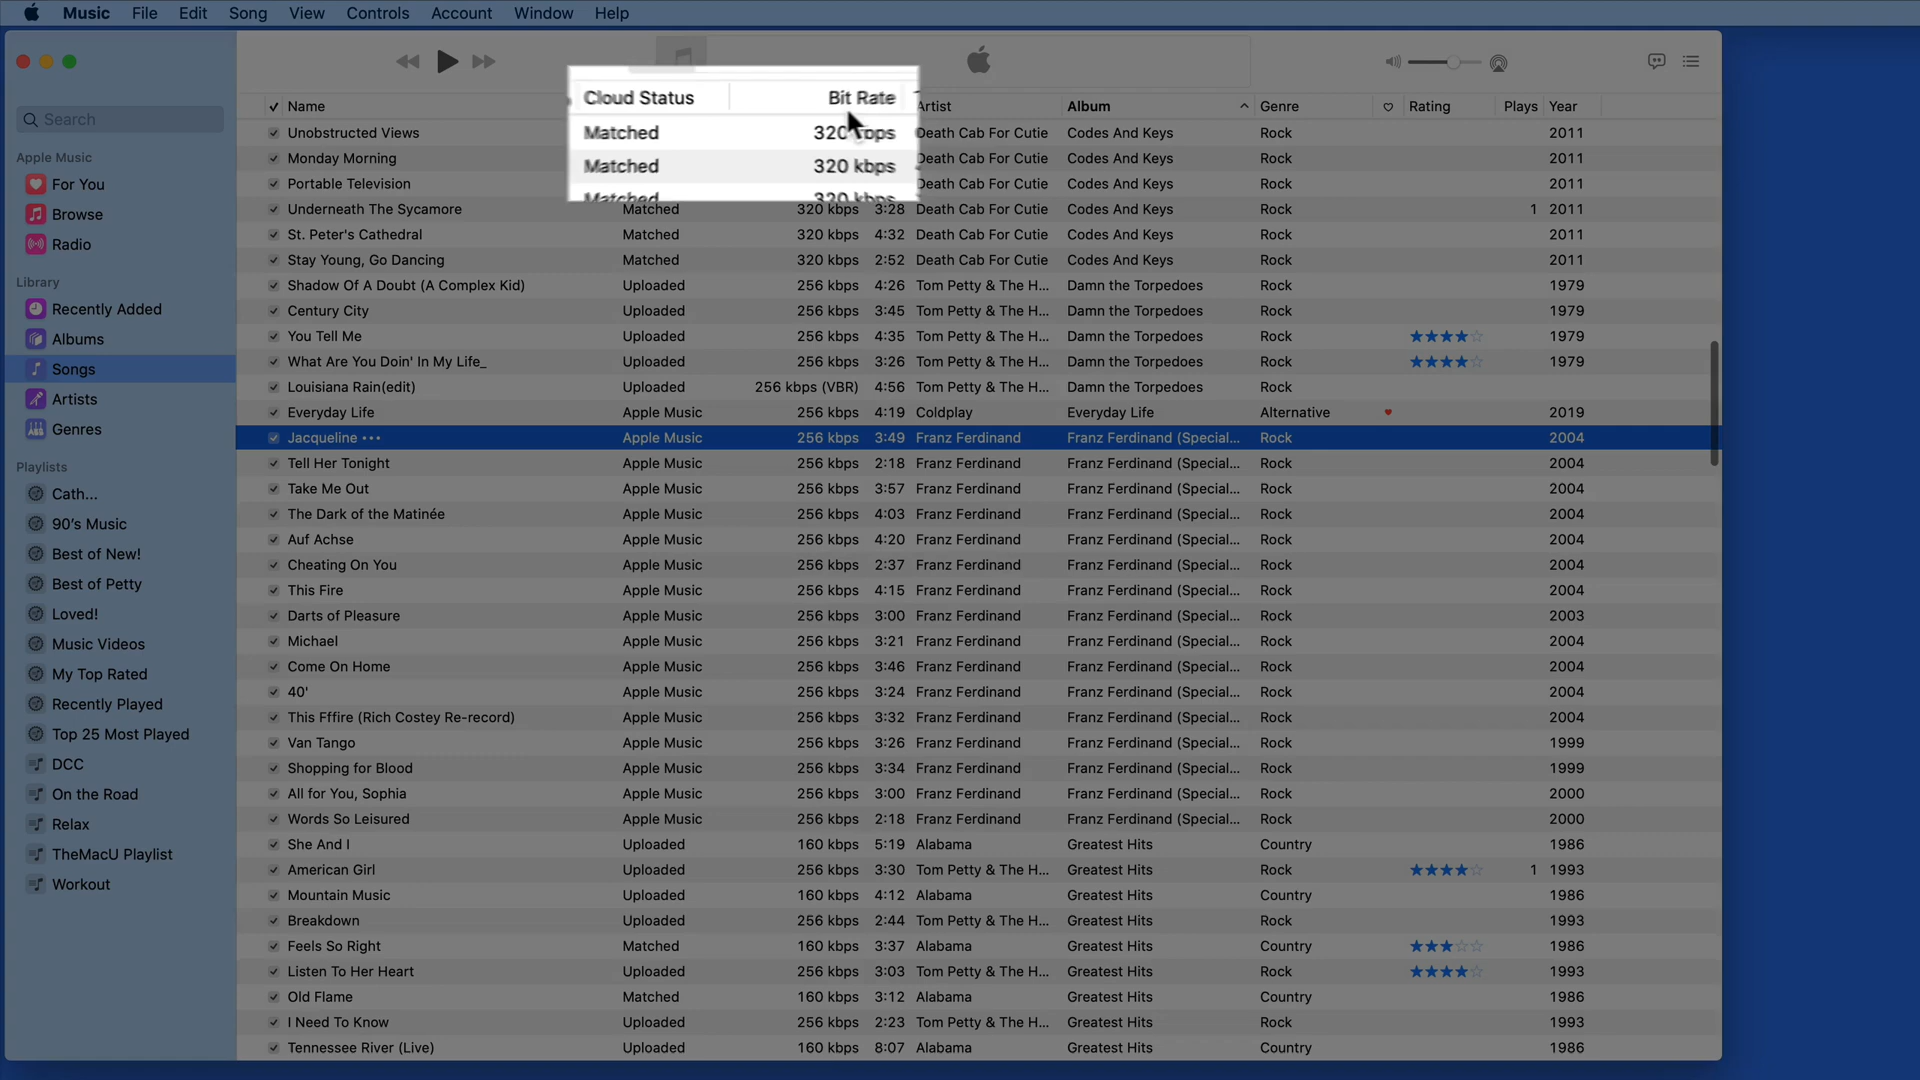 Music File Edit Song View Controls Account Window Help
Search
Apple Music
For You
Browse
Radio
Library
Recently Added
Albums
Songs
Artists
Genres
Playlists
Cath...
90's Music
Best of New!
Best of Petty
Loved!
Music Videos
My Top Rated
Recently Played
Top 25 Most Played
DCC
On the Road
Relax
TheMacU Playlist
Workout
Name Cloud Status Bit Rate Artist Album Genre Rating Plays Year
Unobstructed Views Matched 320 kbps Death Cab For Cutie Codes And Keys Rock 2011
Monday Morning Matched 320 kbps Death Cab For Cutie Codes And Keys Rock 2011
Portable Television Matched 320 kbps Death Cab For Cutie Codes And Keys Rock 2011
Underneath The Sycamore Matched 320 kbps 3:28 Death Cab For Cutie Codes And Keys Rock 1 2011
St. Peter's Cathedral Matched 320 kbps 4:32 Death Cab For Cutie Codes And Keys Rock 2011
Stay Young, Go Dancing Matched 320 kbps 2:52 Death Cab For Cutie Codes And Keys Rock 2011
Shadow Of A Doubt (A Complex Kid) Uploaded 256 kbps 4:26 Tom Petty & The H... Damn the Torpedoes Rock 1979
Century City Uploaded 256 kbps 3:45 Tom Petty & The H... Damn the Torpedoes Rock 1979
You Tell Me Uploaded 256 kbps 4:35 Tom Petty & The H... Damn the Torpedoes Rock ★★★★☆ 1979
What Are You Doin' In My Life_ Uploaded 256 kbps 3:26 Tom Petty & The H... Damn the Torpedoes Rock ★★★★☆ 1979
Louisiana Rain(edit) Uploaded 256 kbps (VBR) 4:56 Tom Petty & The H... Damn the Torpedoes Rock
Everyday Life Apple Music 256 kbps 4:19 Coldplay Everyday Life Alternative 2019
Jacqueline ••• Apple Music 256 kbps 3:49 Franz Ferdinand Franz Ferdinand (Special... Rock 2004
Tell Her Tonight Apple Music 256 kbps 2:18 Franz Ferdinand Franz Ferdinand (Special... Rock 2004
Take Me Out Apple Music 256 kbps 3:57 Franz Ferdinand Franz Ferdinand (Special... Rock 2004
The Dark of the Matinée Apple Music 256 kbps 4:03 Franz Ferdinand Franz Ferdinand (Special... Rock 2004
Auf Achse Apple Music 256 kbps 4:20 Franz Ferdinand Franz Ferdinand (Special... Rock 2004
Cheating On You Apple Music 256 kbps 2:37 Franz Ferdinand Franz Ferdinand (Special... Rock 2004
This Fire Apple Music 256 kbps 4:15 Franz Ferdinand Franz Ferdinand (Special... Rock 2004
Darts of Pleasure Apple Music 256 kbps 3:00 Franz Ferdinand Franz Ferdinand (Special... Rock 2003
Michael Apple Music 256 kbps 3:21 Franz Ferdinand Franz Ferdinand (Special... Rock 2004
Come On Home Apple Music 256 kbps 3:46 Franz Ferdinand Franz Ferdinand (Special... Rock 2004
40' Apple Music 256 kbps 3:24 Franz Ferdinand Franz Ferdinand (Special... Rock 2004
This Fffire (Rich Costey Re-record) Apple Music 256 kbps 3:32 Franz Ferdinand Franz Ferdinand (Special... Rock 2004
Van Tango Apple Music 256 kbps 3:26 Franz Ferdinand Franz Ferdinand (Special... Rock 1999
Shopping for Blood Apple Music 256 kbps 3:34 Franz Ferdinand Franz Ferdinand (Special... Rock 1999
All for You, Sophia Apple Music 256 kbps 3:00 Franz Ferdinand Franz Ferdinand (Special... Rock 2000
Words So Leisured Apple Music 256 kbps 2:18 Franz Ferdinand Franz Ferdinand (Special... Rock 2000
She And I Uploaded 160 kbps 5:19 Alabama Greatest Hits Country 1986
American Girl Uploaded 256 kbps 3:30 Tom Petty & The H... Greatest Hits Rock ★★★★☆ 1 1993
Mountain Music Uploaded 160 kbps 4:12 Alabama Greatest Hits Country 1986
Breakdown Uploaded 256 kbps 2:44 Tom Petty & The H... Greatest Hits Rock 1993
Feels So Right Matched 160 kbps 3:37 Alabama Greatest Hits Country ★★★☆☆ 1986
Listen To Her Heart Uploaded 256 kbps 3:03 Tom Petty & The H... Greatest Hits Rock ★★★★☆ 1993
Old Flame Matched 160 kbps 3:12 Alabama Greatest Hits Country 1986
I Need To Know Uploaded 256 kbps 2:23 Tom Petty & The H... Greatest Hits Rock 1993
Tennessee River (Live) Uploaded 160 kbps 8:07 Alabama Greatest Hits Country 1986